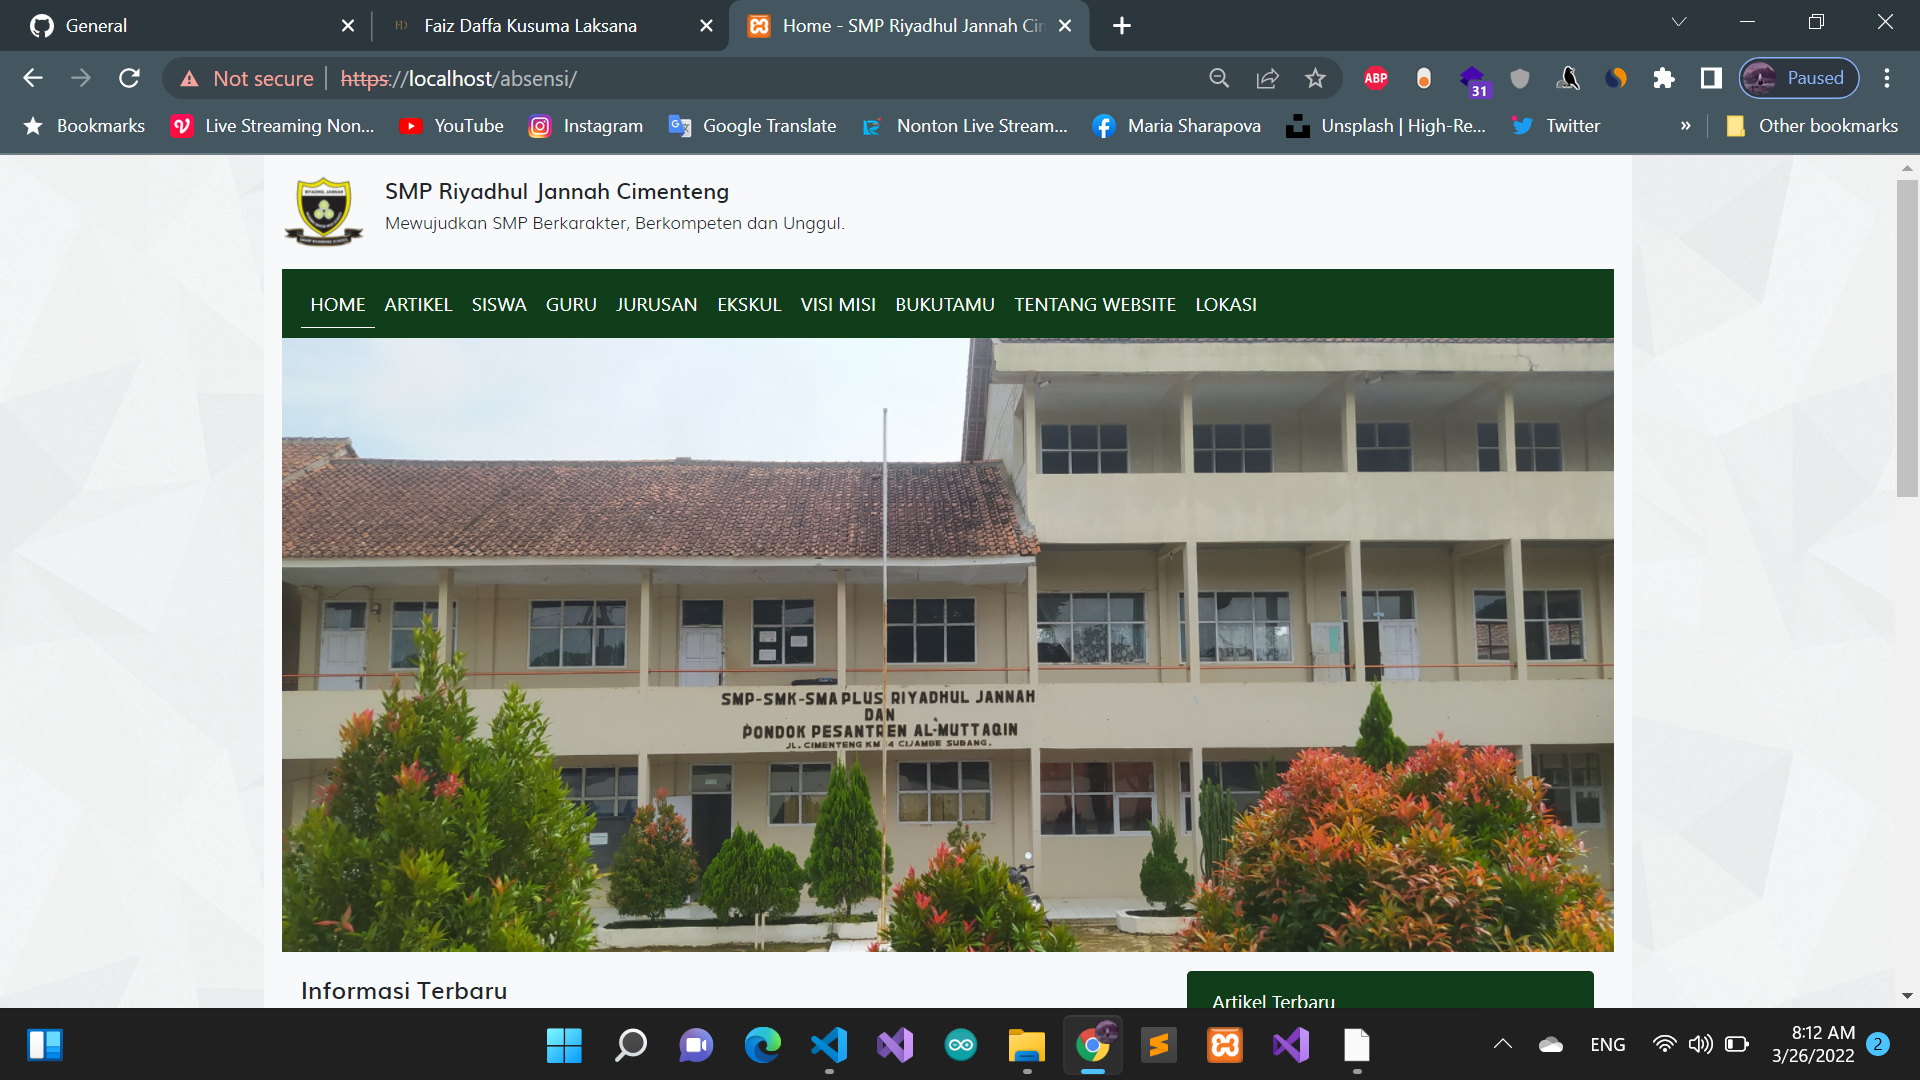 General
Faiz Daffa Kusuma Laksana
Home - SMP Riyadhul Jannah Cin
Not secure
https://localhost/absensi/
ABP
31
Paused
Bookmarks
Live Streaming Non...
YouTube
Instagram
Google Translate
Nonton Live Stream...
Maria Sharapova
Unsplash | High-Re...
Twitter
»
Other bookmarks
SMP Riyadhul Jannah Cimenteng
Mewujudkan SMP Berkarakter, Berkompeten dan Unggul.
HOME ARTIKEL SISWA GURU JURUSAN EKSKUL VISI MISI BUKUTAMU TENTANG WEBSITE LOKASI
SMP-SMK-SMA PLUS RIYADHUL JANNAH
DAN
PONDOK PESANTREN AL-MUTTAQIN
JL. CIMENTENG KM 4 CIJAMBE SUBANG.
Informasi Terbaru
Artikel Terbaru
ENG
8:12 AM
3/26/2022
2